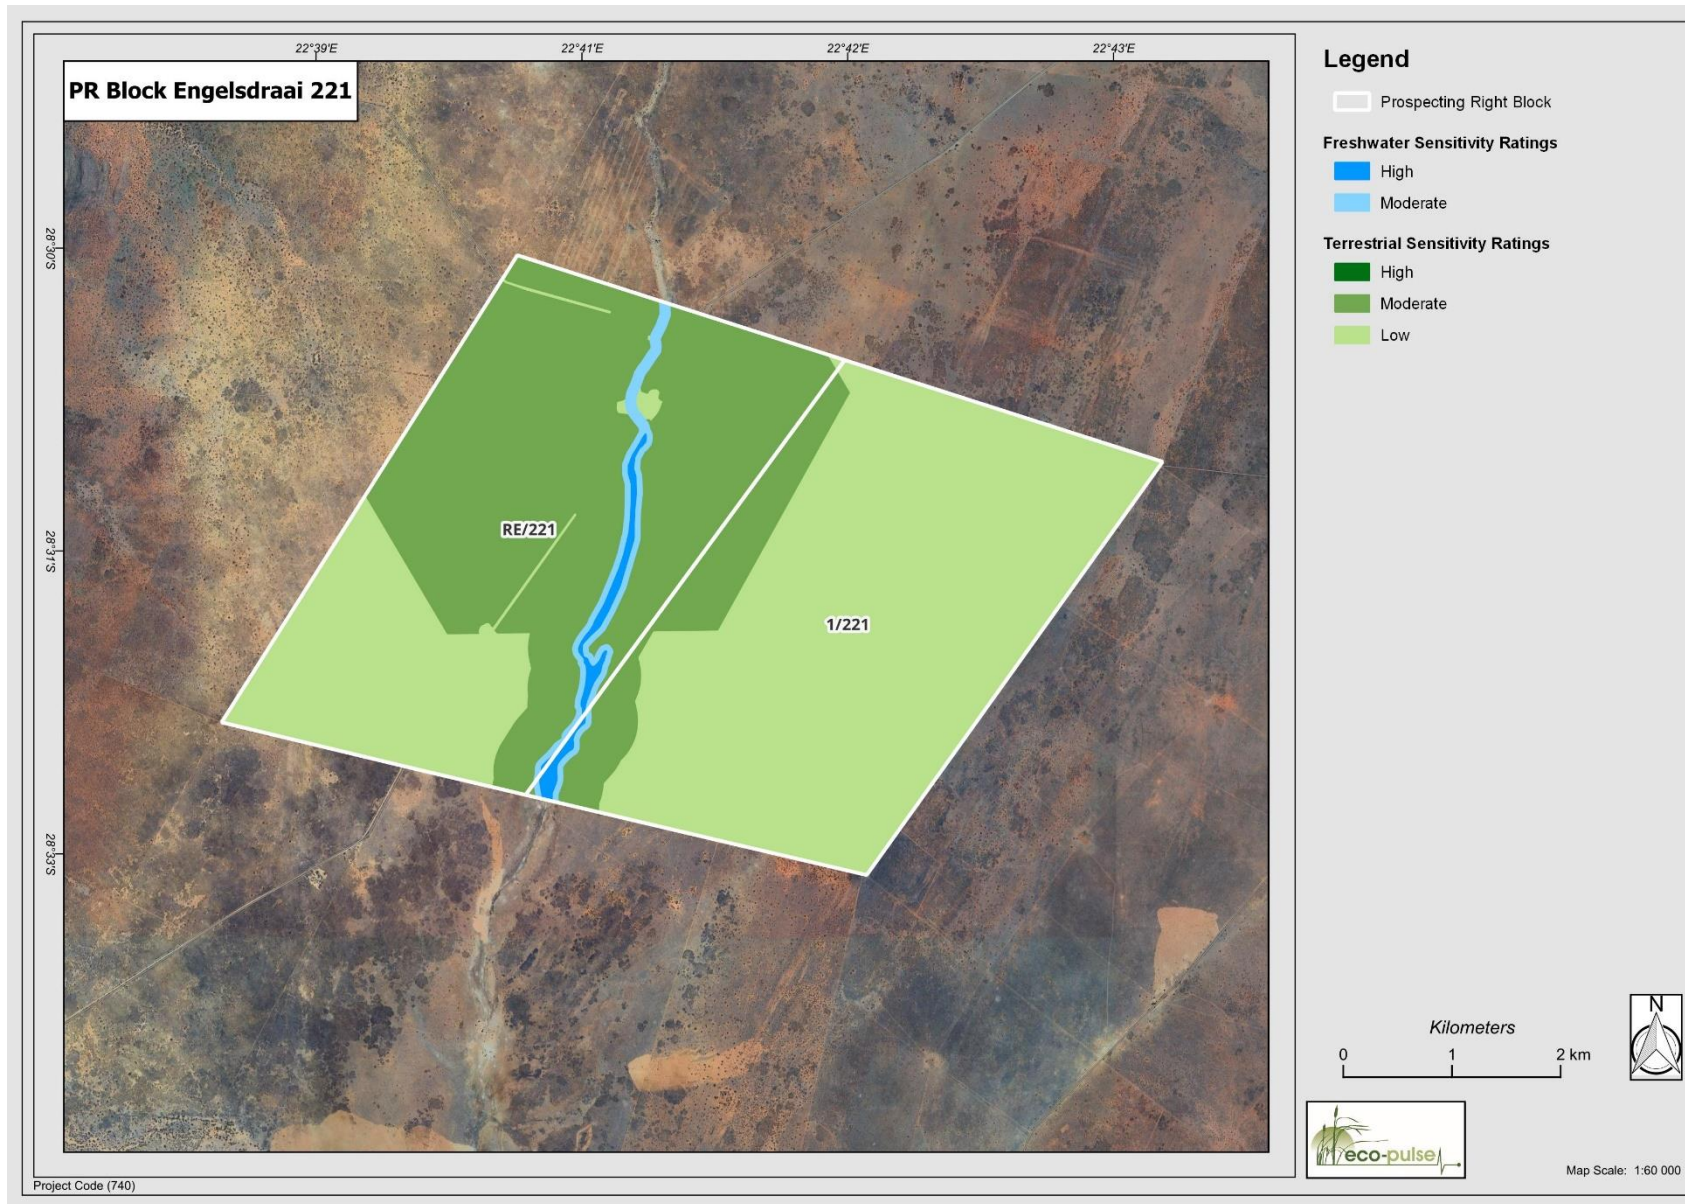 22°39'E
22°41'E
22°42'E
22°43'E
PR Block Engelsdraai 221
28°30'S
28°31'S
28°33'S
RE/221
1/221
Legend
Prospecting Right Block
Freshwater Sensitivity Ratings
High
Moderate
Terrestrial Sensitivity Ratings
High
Moderate
Low
Kilometers
0 1 2 km
N
eco-pulse
Map Scale: 1:60 000
Project Code (740)